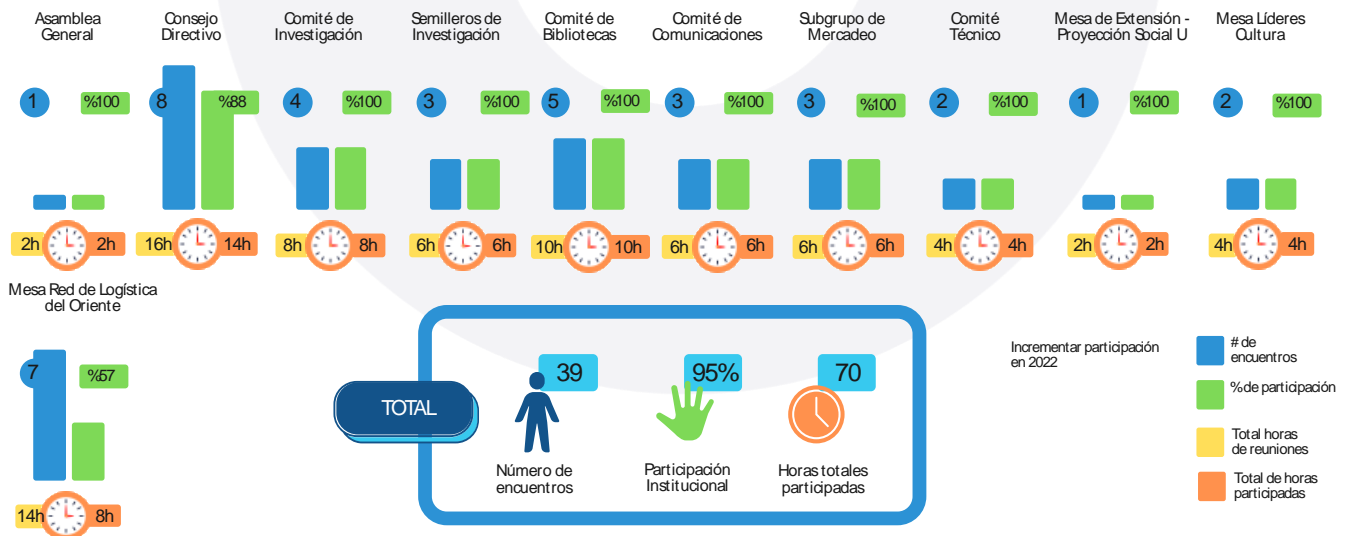 Asamblea
General
Consejo
Directivo
Comité de
Investigación
Semilleros de
Investigación
Comité de
Bibliotecas
Comité de
Comunicaciones
Subgrupo de
Mercadeo
Comité
Técnico
Mesa de Extensión -
Proyección Social U
Mesa Líderes
Cultura
1 %100
8 %88
4 %100
3 %100
5 %100
3 %100
3 %100
2 %100
1 %100
2 %100
2h 2h
16h 14h
8h 8h
6h 6h
10h 10h
6h 6h
6h 6h
4h 4h
2h 2h
4h 4h
Mesa Red de Logística
del Oriente
7 %57
14h 8h
TOTAL
39
Número de
encuentros
95%
Participación
Institucional
70
Horas totales
participadas
Incrementar participación
en 2022
# de
encuentros
% de participación
Total horas
de reuniones
Total de horas
participadas